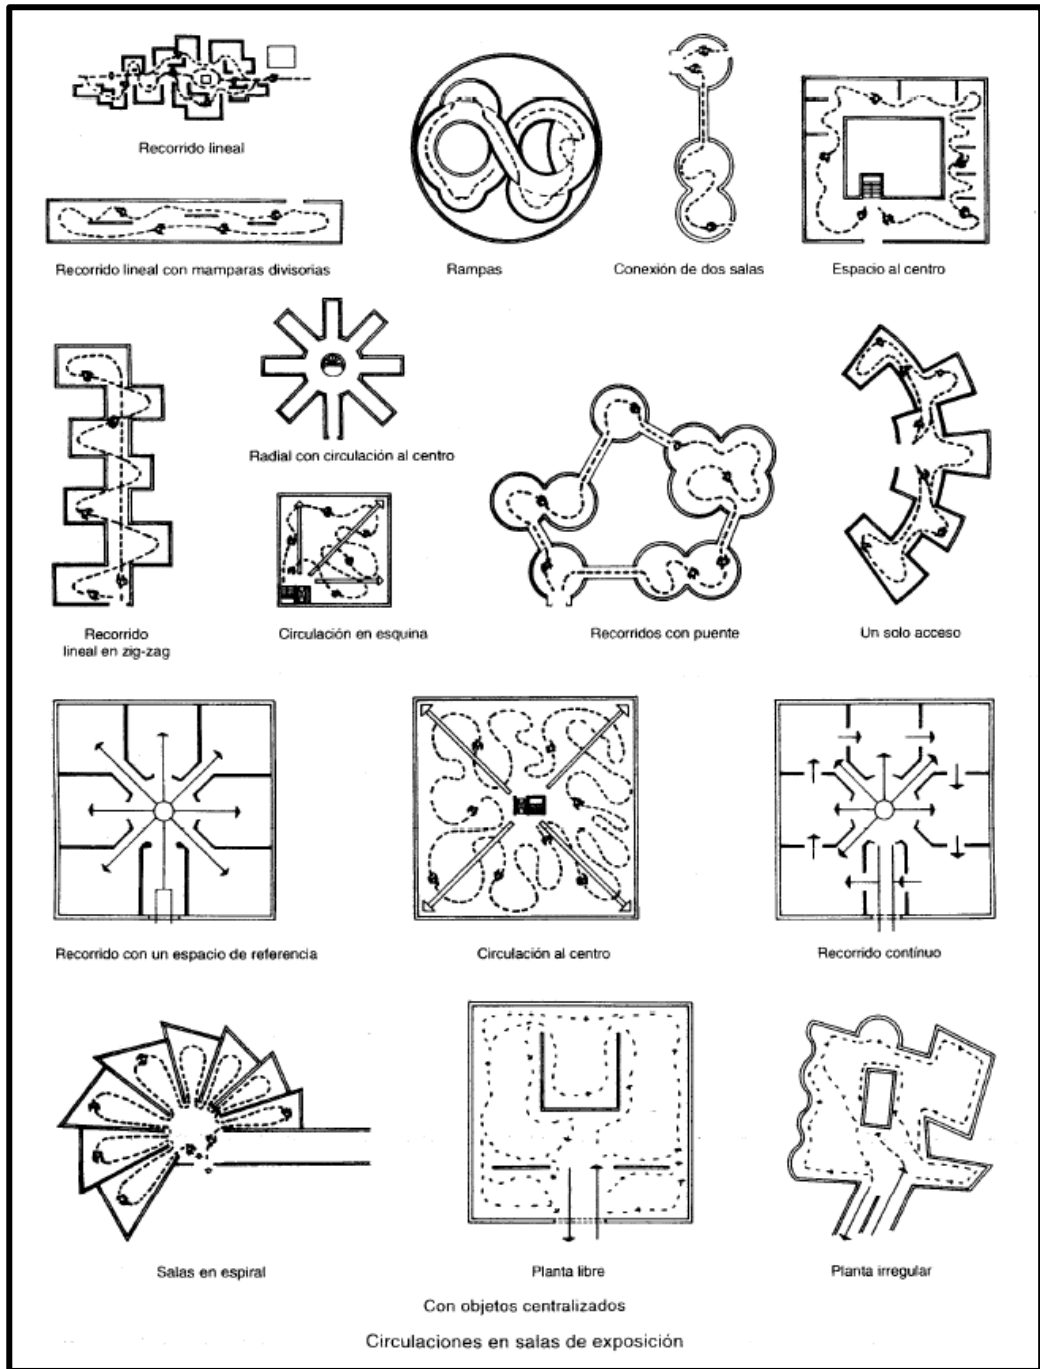 Recorrido lineal
Recorrido lineal con mamparas divisorias
Rampas
Conexión de dos salas
Espacio al centro
Radial con circulación al centro
Recorrido
lineal en zig-zag
Circulación en esquina
Recorridos con puente
Un solo acceso
Recorrido con un espacio de referencia
Circulación al centro
Recorrido contínuo
Salas en espiral
Planta libre
Planta irregular
Con objetos centralizados
Circulaciones en salas de exposición